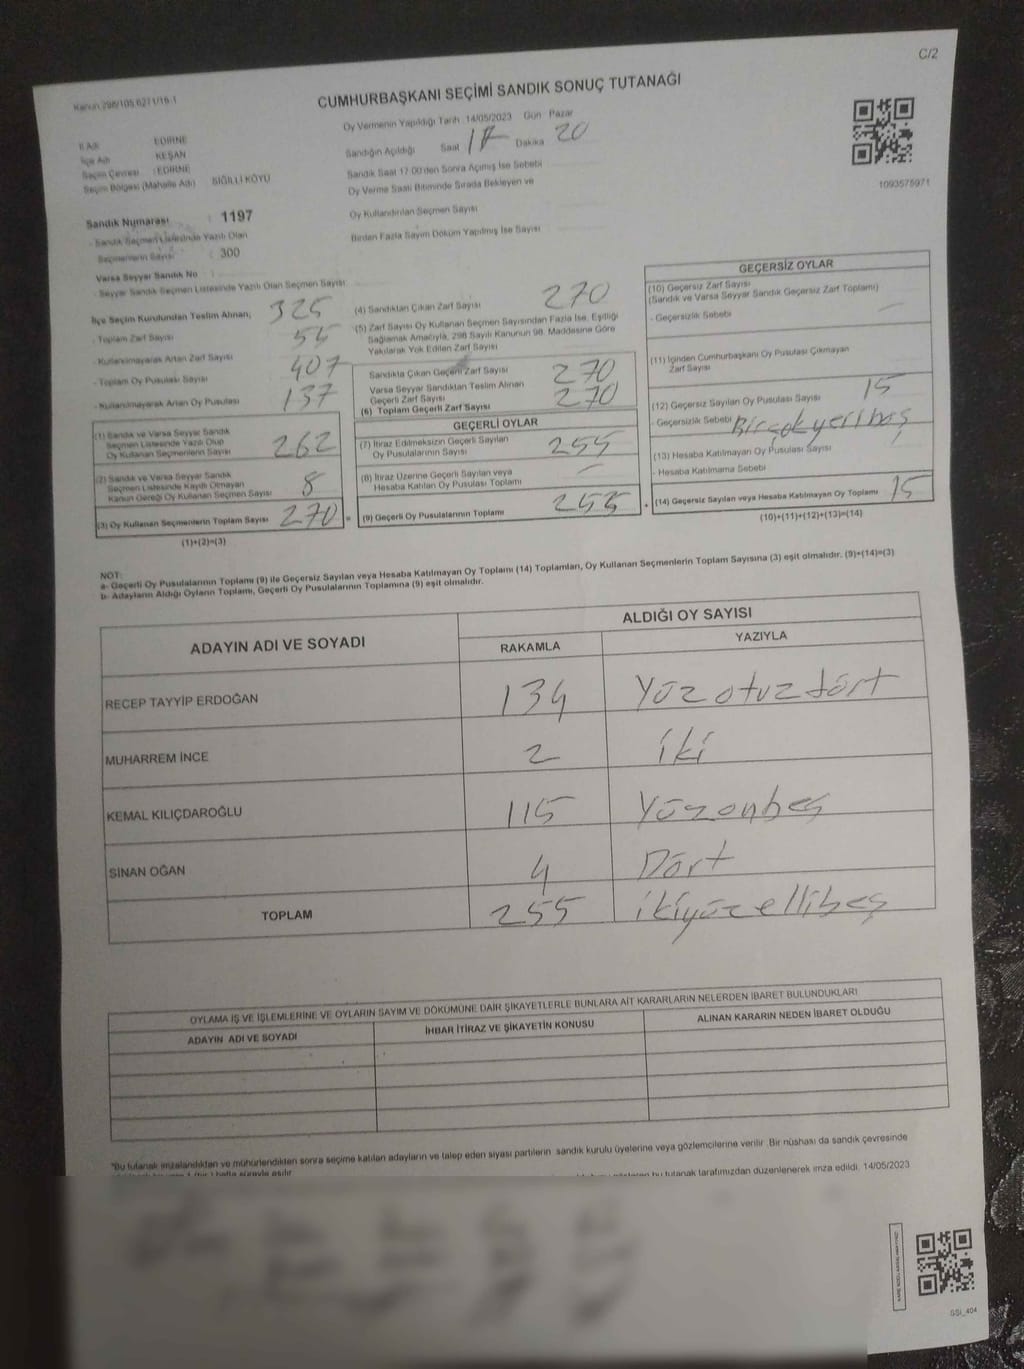 C/2
Kanun 298/105,6271/16-1
CUMHURBAŞKANI SEÇİMİ SANDIK SONUÇ TUTANAĞI
Oy Vermenin Yapıldığı Tarih 14/05/2023 Gün Pazar
İl Adı EDİRNE
İlçe Adı KEŞAN
Seçim Çevresi : EDİRNE
Seçim Bölgesi (Mahalle Adı) SIĞILLI KÖYÜ
Sandığın Açıldığı Saat 17 Dakika 20
Sandık Saat 17.00'den Sonra Açımış İse Sebebi
Oy Verme Saati Bitiminde Sırada Bekleyen ve
Oy Kullandırılan Seçmen Sayısı
Birden Fazla Sayım Döküm Yapılmış İse Sayısı
1093575971
Sandık Numarası : 1197
- Sandık Seçmen Listesinde Yazılı Olan
Seçmenlerin Sayısı : 300
Varsa Seyyar Sandık No :
- Seyyar Sandık Seçmen Listesinde Yazılı Olan Seçmen Sayısı
İlçe Seçim Kurulundan Teslim Alınan;
- Toplam Zarf Sayısı 325
- Kullanılmayarak Artan Zarf Sayısı 55
- Toplam Oy Pusulası Sayısı 407
- Kullanılmayarak Artan Oy Pusulası 137
(1) Sandık ve Varsa Seyyar Sandık
Seçmen Listesinde Yazılı Olup
Oy Kullanan Seçmenlerin Sayısı 262
(2) Sandık ve Varsa Seyyar Sandık
Seçmen Listesinde Kayıtlı Olmayan
Kanun Gereği Oy Kullanan Seçmen Sayısı 8
(3) Oy Kullanan Seçmenlerin Toplam Sayısı 270 =
(1)+(2)=(3)
(4) Sandıktan Çıkan Zarf Sayısı 270
(5) Zarf Sayısı Oy Kullanan Seçmen Sayısından Fazla İse, Eşitliği
Sağlamak Amacıyla, 298 Sayılı Kanunun 98. Maddesine Göre
Yakılarak Yok Edilen Zarf Sayısı
Sandıkta Çıkan Geçerli Zarf Sayısı 270
Varsa Seyyar Sandıktan Teslim Alınan
Geçerli Zarf Sayısı
(6) Toplam Geçerli Zarf Sayısı 270
GEÇERLİ OYLAR
(7) İtiraz Edilmeksizin Geçerli Sayılan
Oy Pusulalarının Sayısı 255
(8) İtiraz Üzerine Geçerli Sayılan veya
Hesaba Katılan Oy Pusulası Toplamı —
(9) Geçerli Oy Pusulalarının Toplamı 255 +
GEÇERSİZ OYLAR
(10) Geçersiz Zarf Sayısı
(Sandık ve Varsa Seyyar Sandık Geçersiz Zarf Toplamı)
- Geçersizlik Sebebi —
(11) İçinden Cumhurbaşkanı Oy Pusulası Çıkmayan
Zarf Sayısı
(12) Geçersiz Sayılan Oy Pusulası Sayısı 15
- Geçersizlik Sebebi Birçok yeri boş
(13) Hesaba Katılmayan Oy Pusulası Sayısı
- Hesaba Katılmama Sebebi
(14) Geçersiz Sayılan veya Hesaba Katılmayan Oy Toplamı 15
(10)+(11)+(12)+(13)=(14)
NOT:
a- Geçerli Oy Pusulalarının Toplamı (9) ile Geçersiz Sayılan veya Hesaba Katılmayan Oy Toplamı (14) Toplamları, Oy Kullanan Seçmenlerin Toplam Sayısına (3) eşit olmalıdır. (9)+(14)=(3)
b- Adayların Aldığı Oyların Toplamı, Geçerli Oy Pusulalarının Toplamına (9) eşit olmalıdır.
ADAYIN ADI VE SOYADI
ALDIĞI OY SAYISI
RAKAMLA YAZIYLA
RECEP TAYYİP ERDOĞAN 134 Yüzotuzdört
MUHARREM İNCE 2 iki
KEMAL KILIÇDAROĞLU 115 Yüzonbeş
SİNAN OĞAN 4 Dört
TOPLAM 255 ikiyüzellibeş
OYLAMA İŞ VE İŞLEMLERİNE VE OYLARIN SAYIM VE DÖKÜMÜNE DAİR ŞİKAYETLERLE BUNLARA AİT KARARLARIN NELERDEN İBARET BULUNDUKLARI
ADAYIN ADI VE SOYADI İHBAR İTİRAZ VE ŞİKAYETİN KONUSU ALINAN KARARIN NEDEN İBARET OLDUĞU
*Bu tutanak imzalandıktan ve mühürlendikten sonra seçime katılan adayların ve talep eden siyasi partilerin sandık kurulu üyelerine veya gözlemcilerine verilir. Bir nüshası da sandık çevresinde
bu tutanak tarafımızdan düzenlenerek imza edildi. 14/05/2023
SSI_404